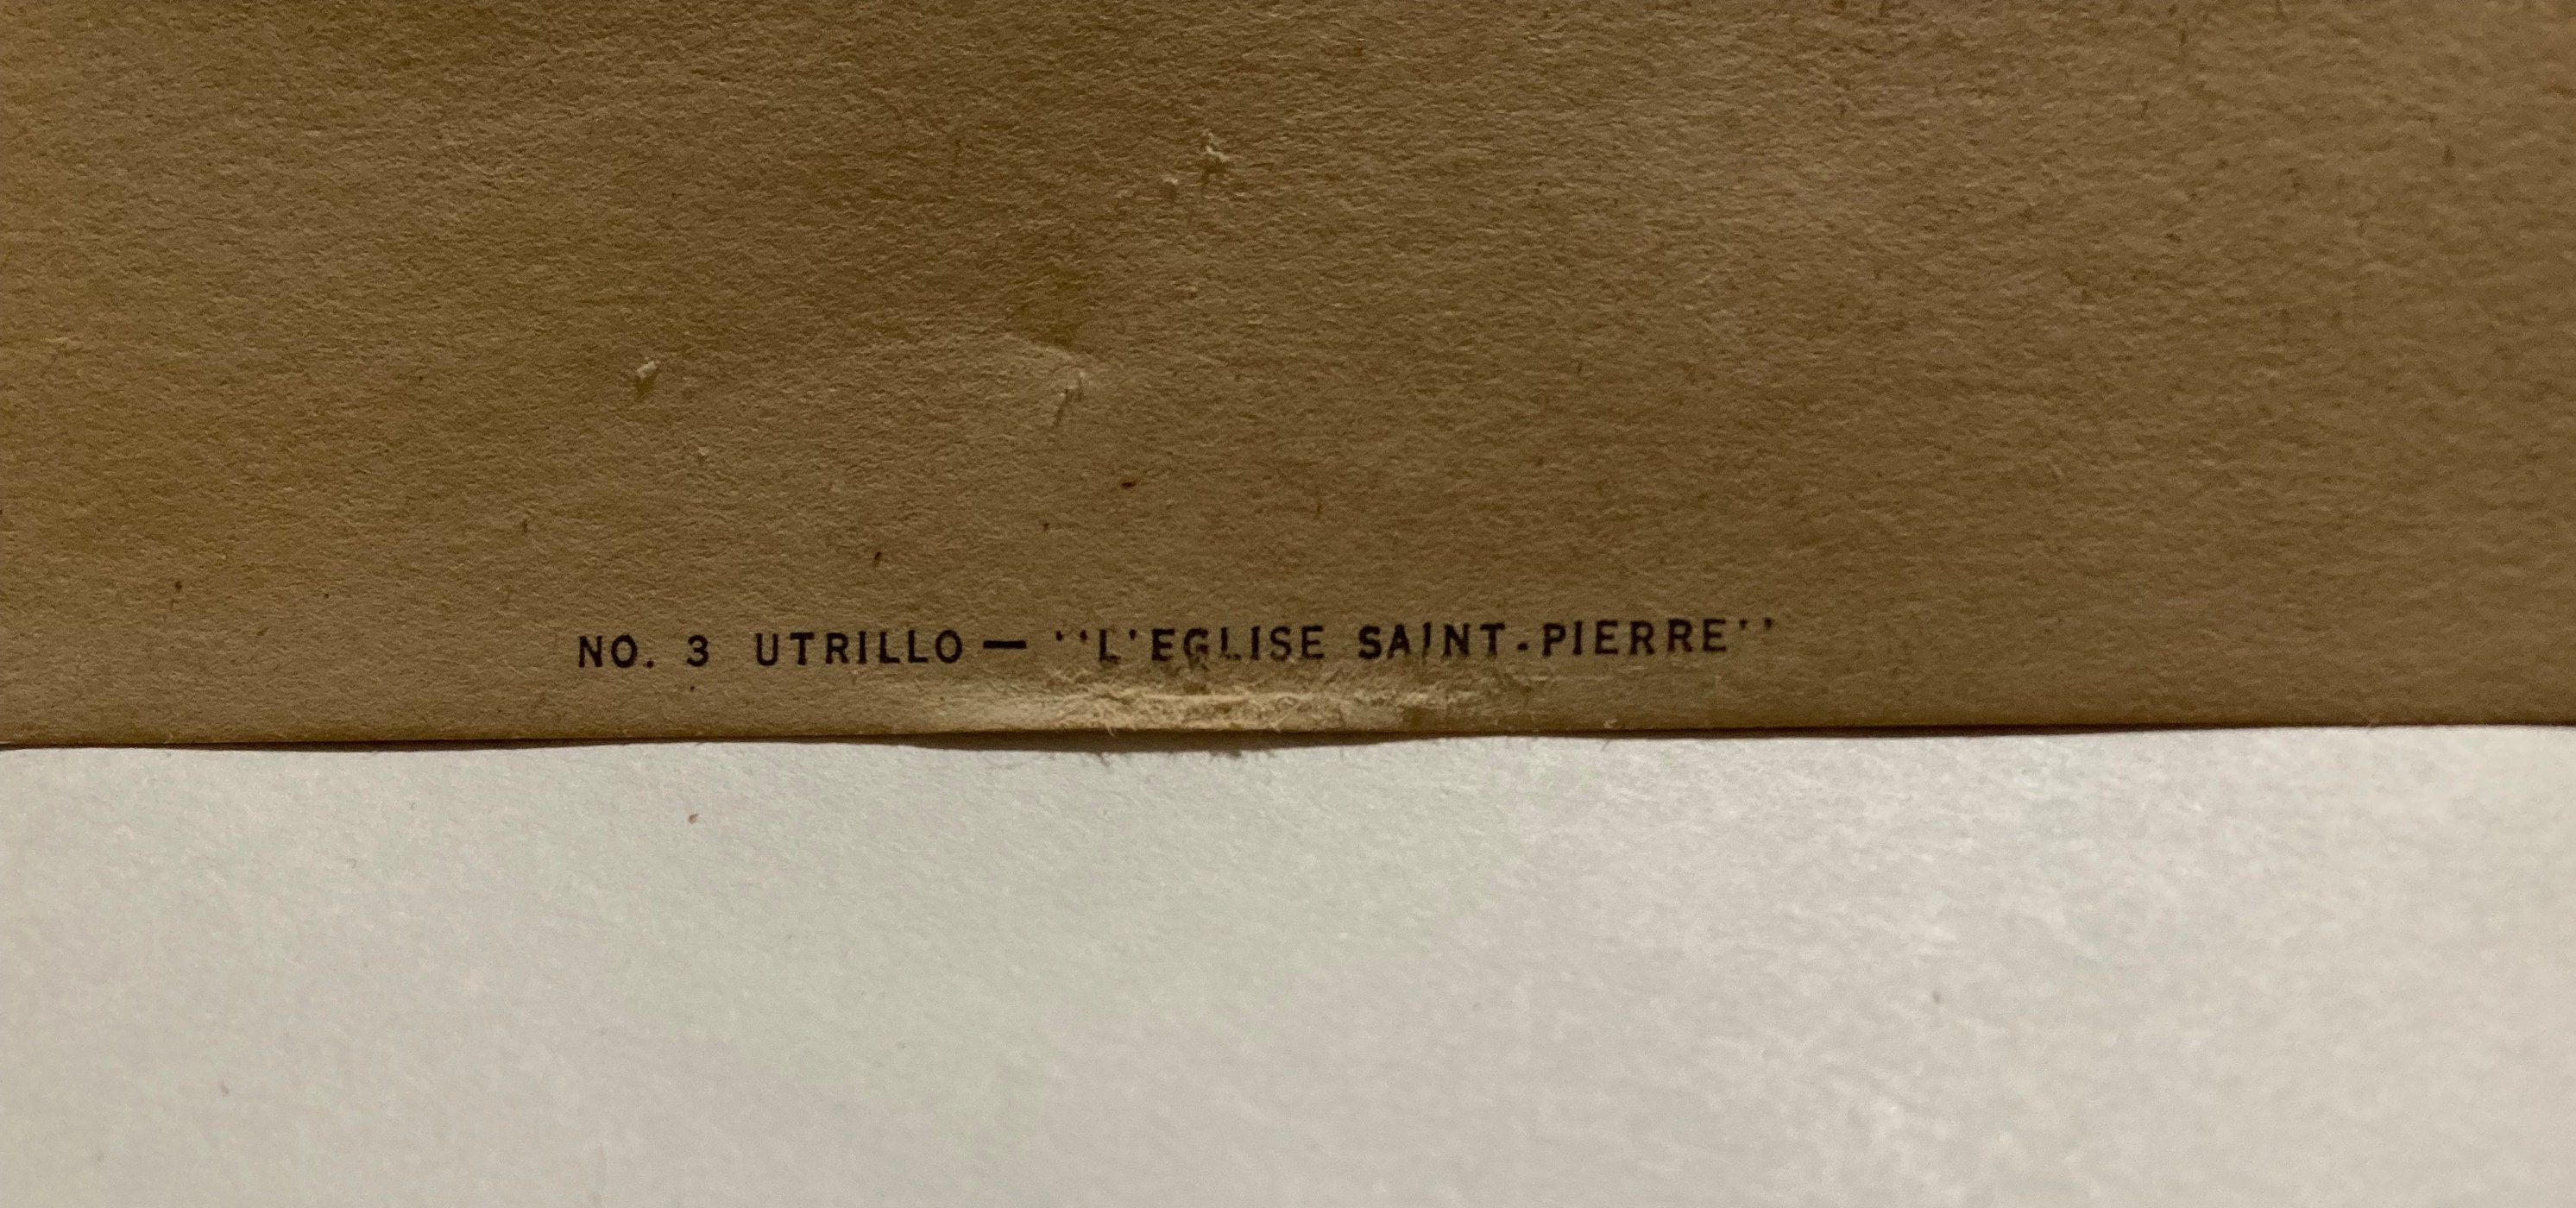 NO. 3 UTRILLO — ''L'EGLISE SAINT-PIERRE''